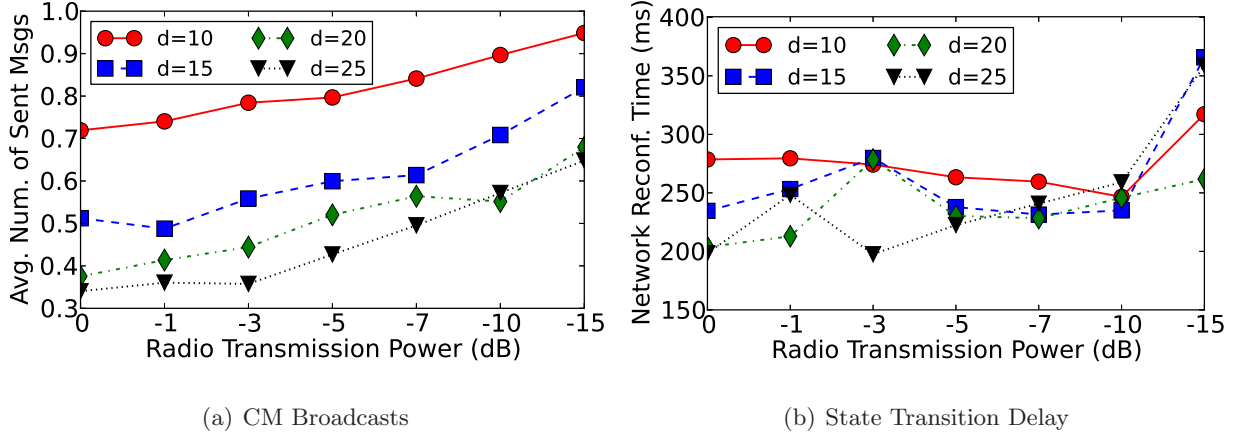 Avg. Num. of Sent Msgs
1.0
0.9
0.8
0.7
0.6
0.5
0.4
0.3
d=10
d=15
d=20
d=25
0 -1 -3 -5 -7 -10 -15
Radio Transmission Power (dB)
(a) CM Broadcasts
Network Reconf. Time (ms)
400
350
300
250
200
150
d=10
d=15
d=20
d=25
0 -1 -3 -5 -7 -10 -15
Radio Transmission Power (dB)
(b) State Transition Delay